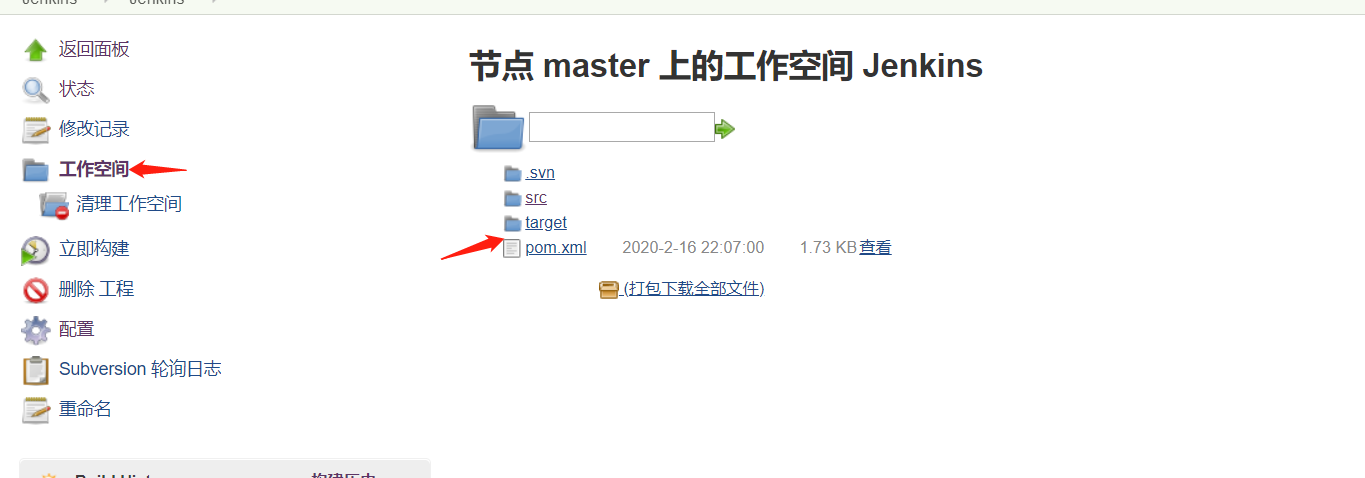 Jenkins Jenkins
返回面板
状态
修改记录
工作空间
清理工作空间
立即构建
删除 工程
配置
Subversion 轮询日志
重命名
构建历史
节点 master 上的工作空间 Jenkins
.svn
src
target
pom.xml 2020-2-16 22:07:00 1.73 KB 查看
(打包下载全部文件)